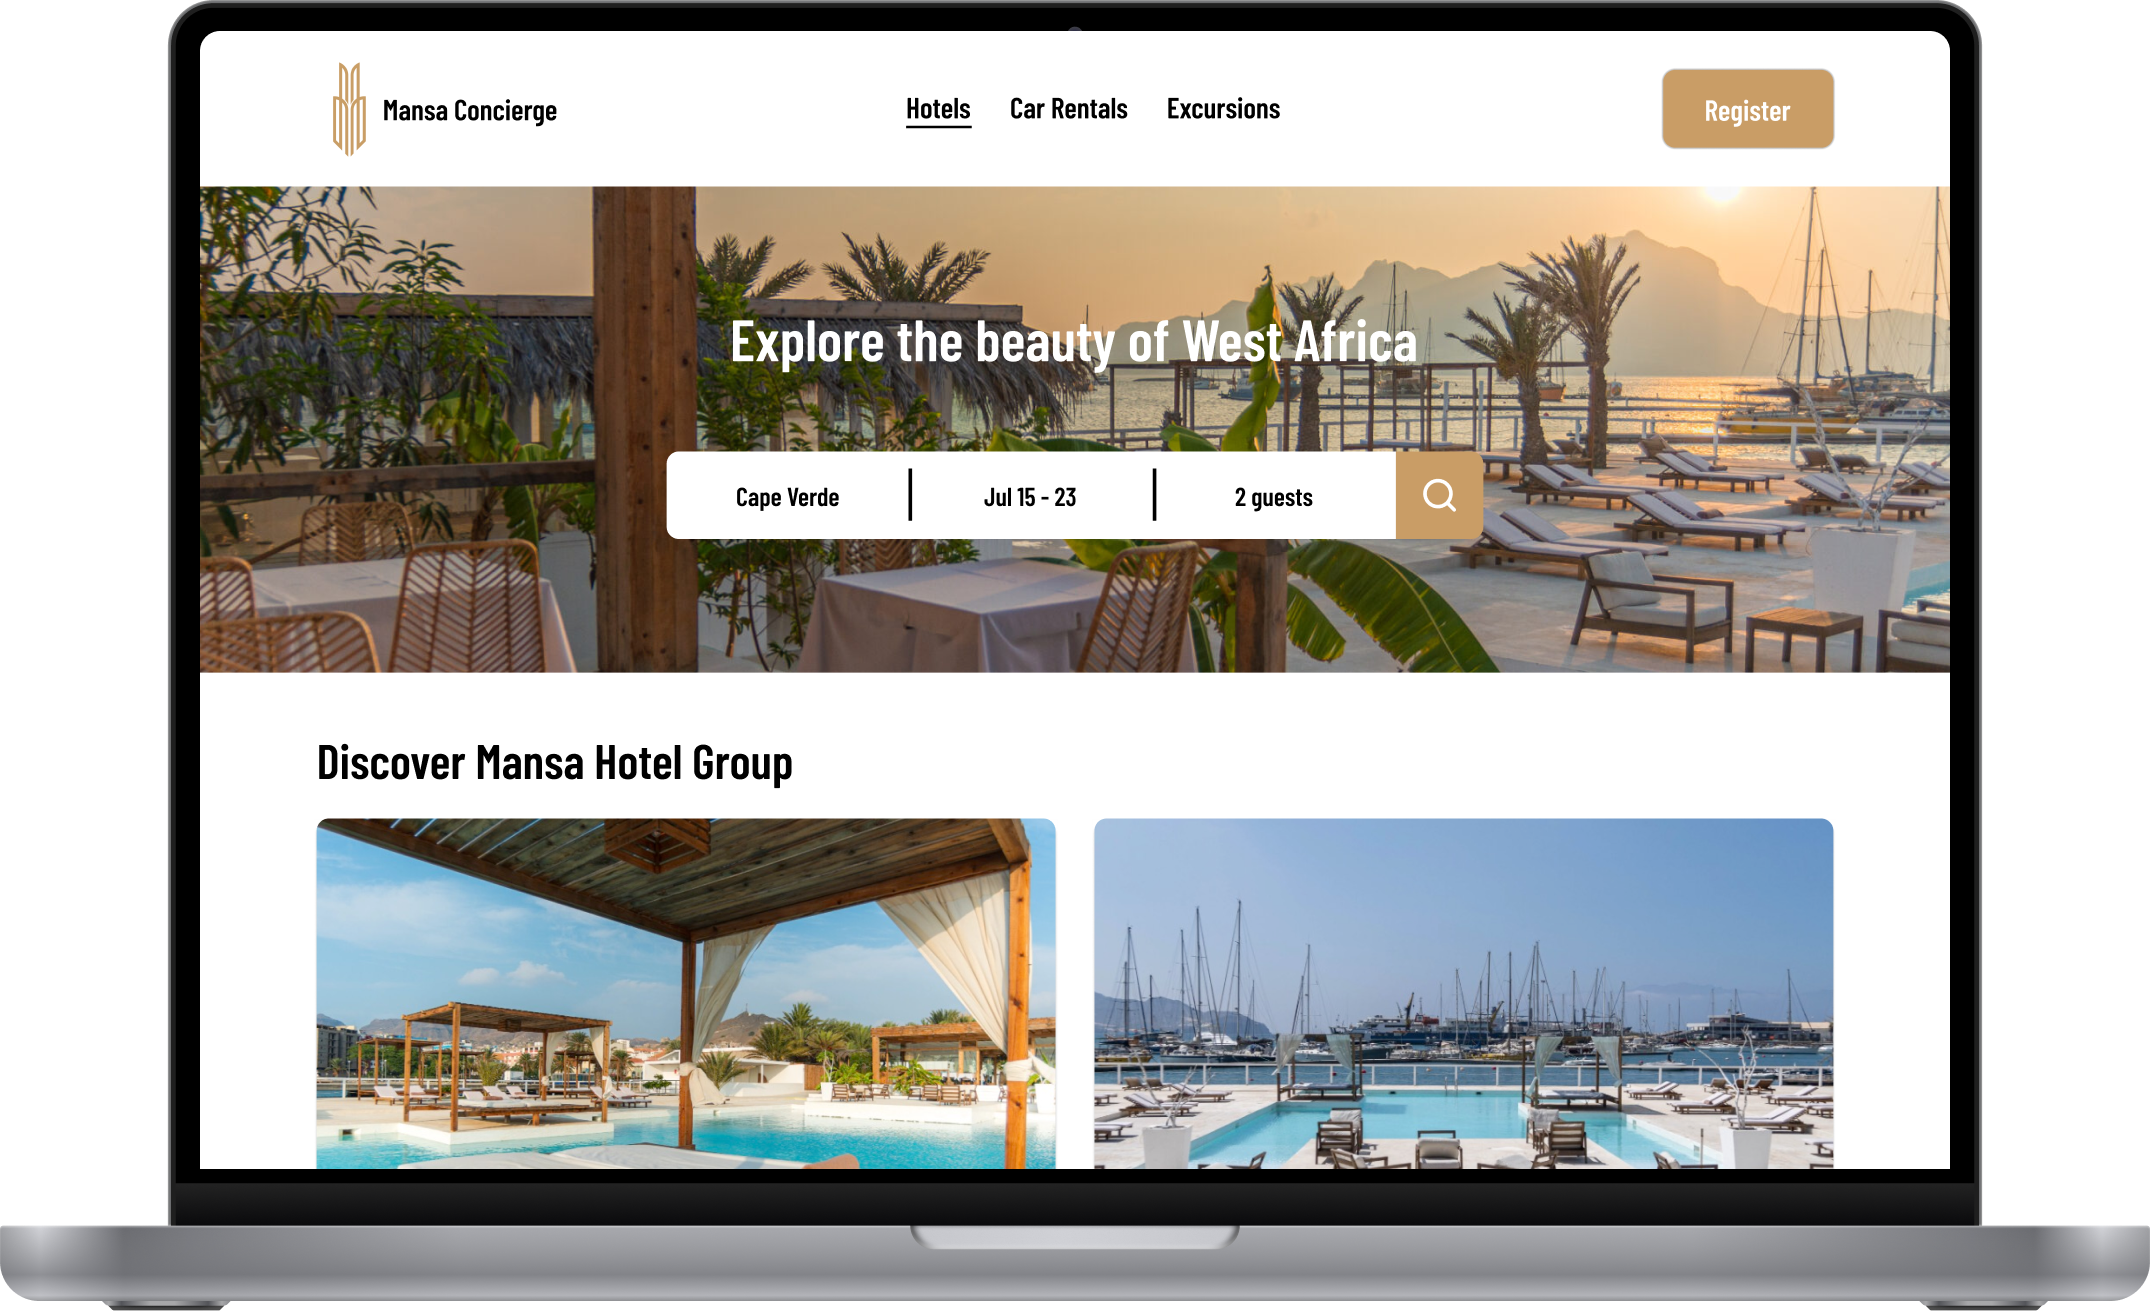 Mansa Concierge
Hotels
Car Rentals
Excursions
Register
Explore the beauty of West Africa
Cape Verde
Jul 15 - 23
2 guests
Discover Mansa Hotel Group